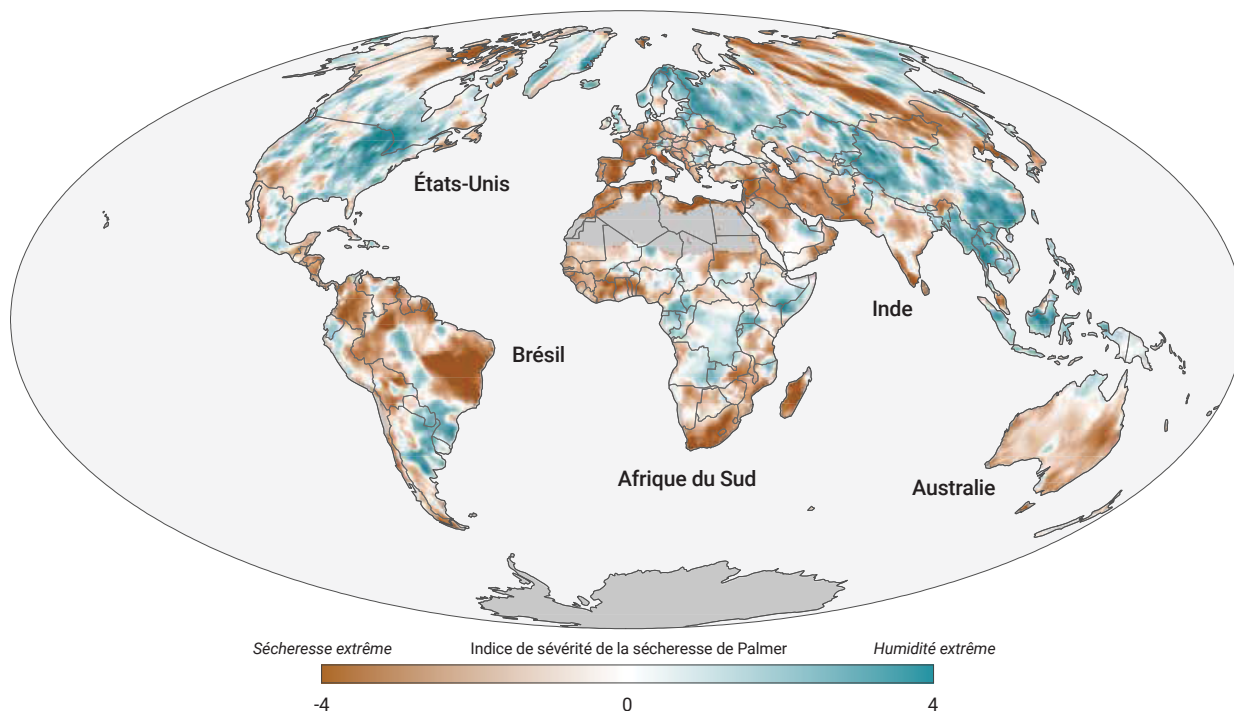 États-Unis
Inde
Brésil
Afrique du Sud
Australie
Sécheresse extrême Indice de sévérité de la sécheresse de Palmer Humidité extrême
-4 0 4